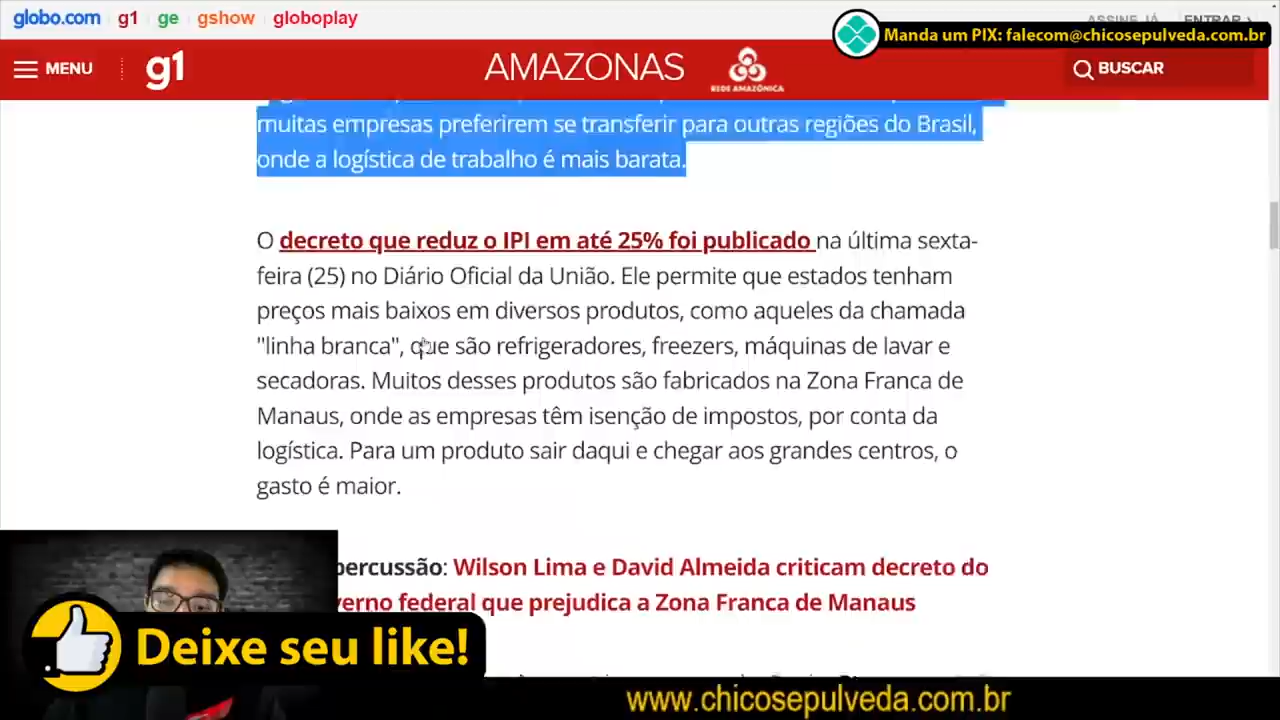 globo.com g1 ge gshow globoplay
ASSINE JÁ ENTRAR ›
Manda um PIX: falecom@chicosepulveda.com.br
MENU g1 AMAZONAS REDE AMAZÔNICA BUSCAR
muitas empresas preferirem se transferir para outras regiões do Brasil,
onde a logística de trabalho é mais barata.
O decreto que reduz o IPI em até 25% foi publicado na última sexta-
feira (25) no Diário Oficial da União. Ele permite que estados tenham
preços mais baixos em diversos produtos, como aqueles da chamada
"linha branca", que são refrigeradores, freezers, máquinas de lavar e
secadoras. Muitos desses produtos são fabricados na Zona Franca de
Manaus, onde as empresas têm isenção de impostos, por conta da
logística. Para um produto sair daqui e chegar aos grandes centros, o
gasto é maior.
percussão: Wilson Lima e David Almeida criticam decreto do
verno federal que prejudica a Zona Franca de Manaus
Deixe seu like!
www.chicosepulveda.com.br